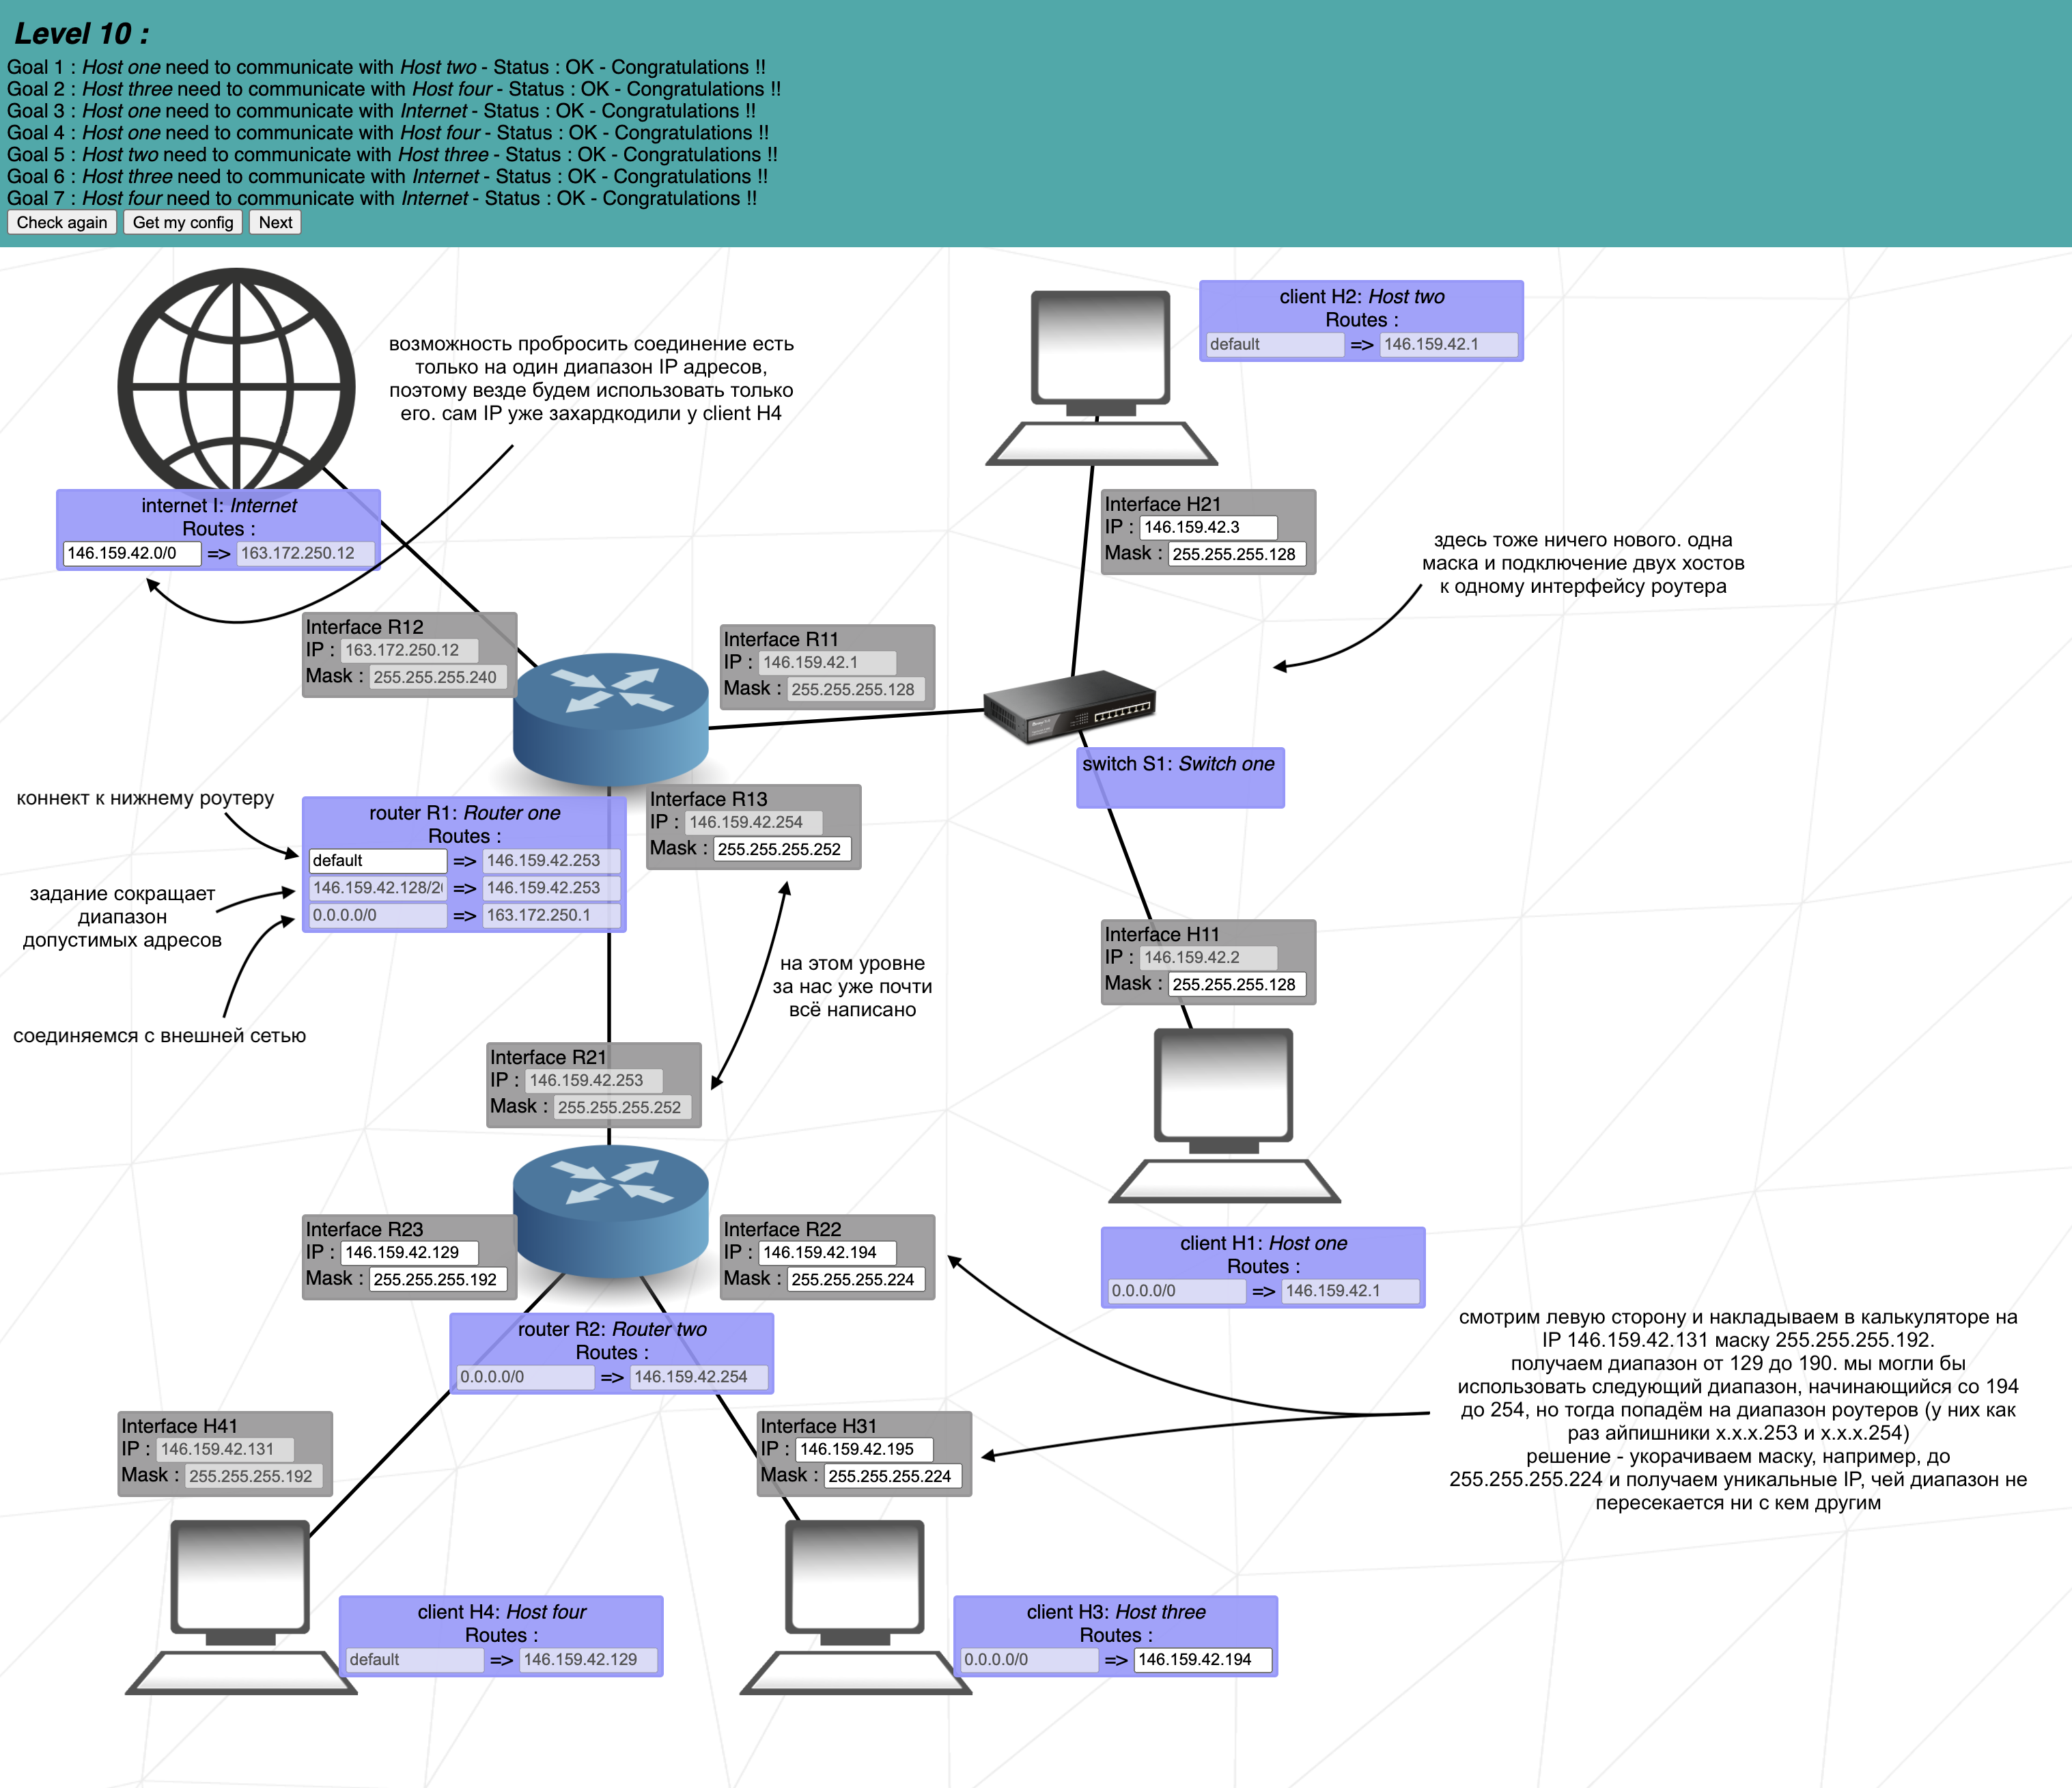 Level 10 :
Goal 1 : Host one need to communicate with Host two - Status : OK - Congratulations !!
Goal 2 : Host three need to communicate with Host four - Status : OK - Congratulations !!
Goal 3 : Host one need to communicate with Internet - Status : OK - Congratulations !!
Goal 4 : Host one need to communicate with Host four - Status : OK - Congratulations !!
Goal 5 : Host two need to communicate with Host three - Status : OK - Congratulations !!
Goal 6 : Host three need to communicate with Internet - Status : OK - Congratulations !!
Goal 7 : Host four need to communicate with Internet - Status : OK - Congratulations !!
Check again Get my config Next
client H2: Host two
Routes :
default => 146.159.42.1
возможность пробросить соединение есть
только на один диапазон IP адресов,
поэтому везде будем использовать только
его. сам IP уже захардкодили у client H4
internet I: Internet
Routes :
146.159.42.0/0 => 163.172.250.12
Interface H21
IP : 146.159.42.3
Mask : 255.255.255.128
здесь тоже ничего нового. одна
маска и подключение двух хостов
к одному интерфейсу роутера
Interface R12
IP : 163.172.250.12
Mask : 255.255.255.240
Interface R11
IP : 146.159.42.1
Mask : 255.255.255.128
switch S1: Switch one
коннект к нижнему роутеру
router R1: Router one
Routes :
default => 146.159.42.253
146.159.42.128/2 => 146.159.42.253
0.0.0.0/0 => 163.172.250.1
Interface R13
IP : 146.159.42.254
Mask : 255.255.255.252
задание сокращает
диапазон
допустимых адресов
соединяемся с внешней сетью
на этом уровне
за нас уже почти
всё написано
Interface H11
IP : 146.159.42.2
Mask : 255.255.255.128
Interface R21
IP : 146.159.42.253
Mask : 255.255.255.252
Interface R23
IP : 146.159.42.129
Mask : 255.255.255.192
Interface R22
IP : 146.159.42.194
Mask : 255.255.255.224
client H1: Host one
Routes :
0.0.0.0/0 => 146.159.42.1
router R2: Router two
Routes :
0.0.0.0/0 => 146.159.42.254
смотрим левую сторону и накладываем в калькуляторе на
IP 146.159.42.131 маску 255.255.255.192.
получаем диапазон от 129 до 190. мы могли бы
использовать следующий диапазон, начинающийся со 194
до 254, но тогда попадём на диапазон роутеров (у них как
раз айпишники x.x.x.253 и x.x.x.254)
решение - укорачиваем маску, например, до
255.255.255.224 и получаем уникальные IP, чей диапазон не
пересекается ни с кем другим
Interface H41
IP : 146.159.42.131
Mask : 255.255.255.192
Interface H31
IP : 146.159.42.195
Mask : 255.255.255.224
client H4: Host four
Routes :
default => 146.159.42.129
client H3: Host three
Routes :
0.0.0.0/0 => 146.159.42.194